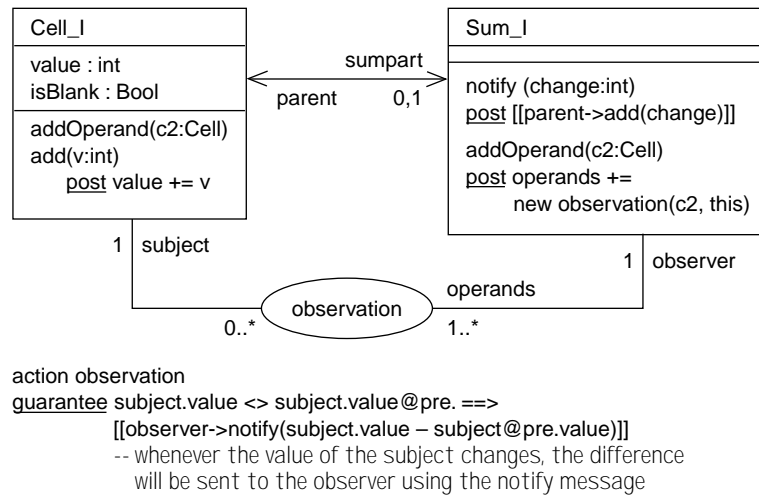 Cell_I
value : int
isBlank : Bool
addOperand(c2:Cell)
add(v:int)
post value += v
sumpart
parent
0,1
Sum_I
notify (change:int)
post [[parent->add(change)]]
addOperand(c2:Cell)
post operands +=
new observation(c2, this)
1
subject
1
observer
observation
operands
0..*
1..*
action observation
guarantee subject.value <> subject.value@pre. ==>
[[observer->notify(subject.value – subject@pre.value)]]
-- whenever the value of the subject changes, the difference
will be sent to the observer using the notify message